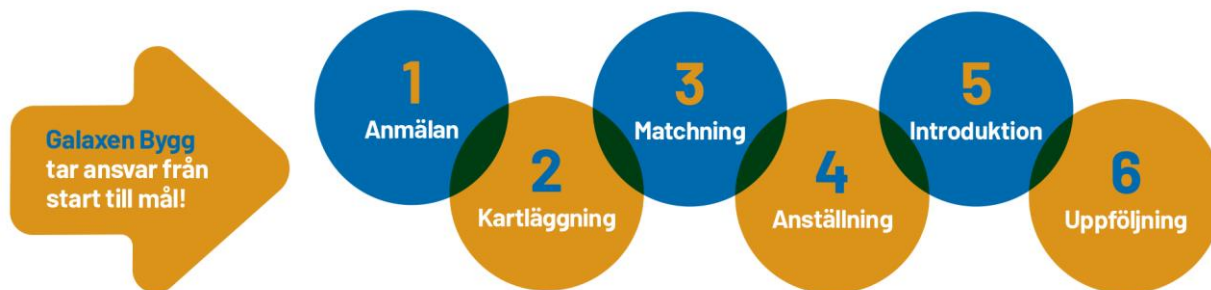 Galaxen Bygg
tar ansvar från
start till mål!
1
Anmälan
2
Kartläggning
3
Matchning
4
Anställning
5
Introduktion
6
Uppföljning